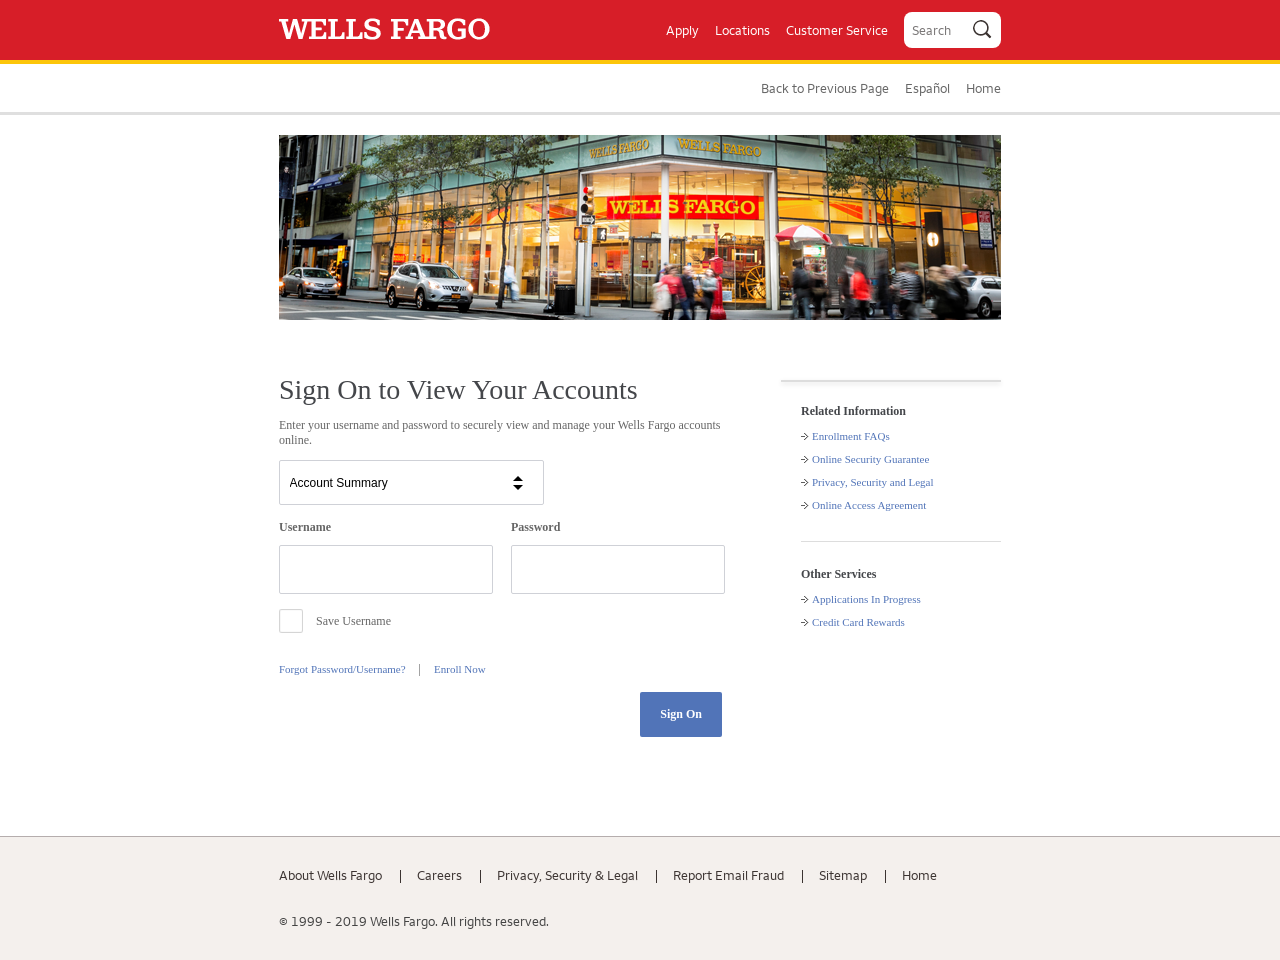 WELLS FARGO
Apply Locations Customer Service Search
Back to Previous Page Español Home
WELLS FARGO WELLS FARGO
WELLS FARGO
Sign On to View Your Accounts
Enter your username and password to securely view and manage your Wells Fargo accounts
online.
Account Summary
Username Password
Save Username
Forgot Password/Username? Enroll Now
Sign On
Related Information
Enrollment FAQs
Online Security Guarantee
Privacy, Security and Legal
Online Access Agreement
Other Services
Applications In Progress
Credit Card Rewards
About Wells Fargo Careers Privacy, Security & Legal Report Email Fraud Sitemap Home
© 1999 - 2019 Wells Fargo. All rights reserved.